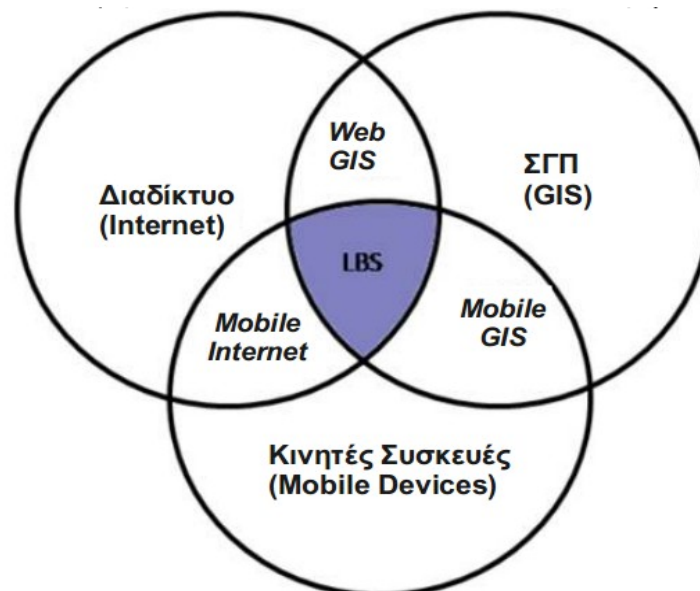 Web
GIS
Διαδίκτυο
(Internet)
ΣΓΠ
(GIS)
LBS
Mobile
Internet
Mobile
GIS
Κινητές Συσκευές
(Mobile Devices)